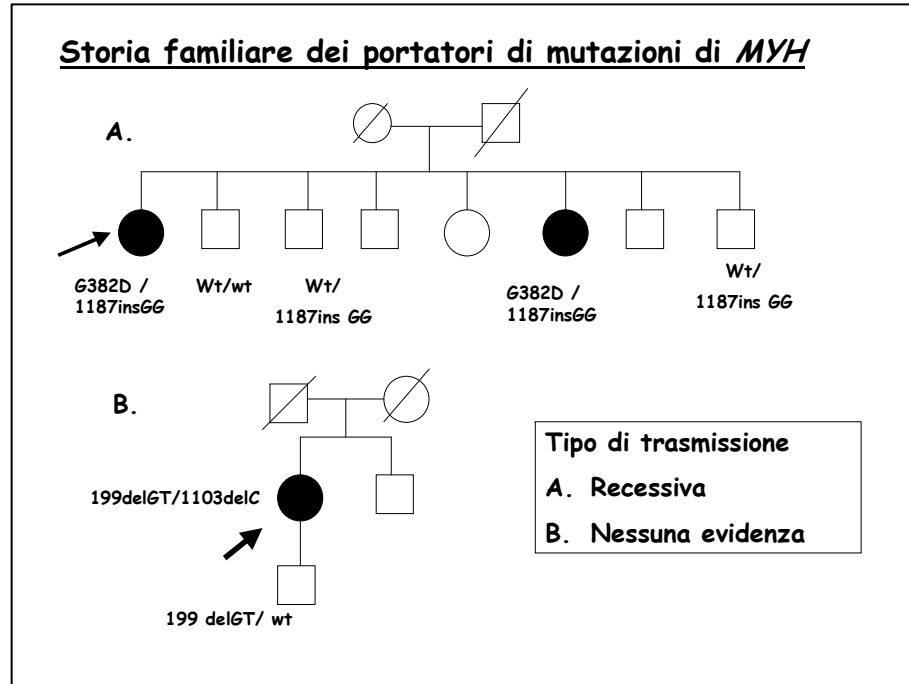 Storia familiare dei portatori di mutazioni di MYH
A.
G382D /
1187insGG
Wt/wt
Wt/
1187ins GG
G382D /
1187insGG
Wt/
1187ins GG
B.
199delGT/1103delC
199 delGT/ wt
Tipo di trasmissione
A. Recessiva
B. Nessuna evidenza